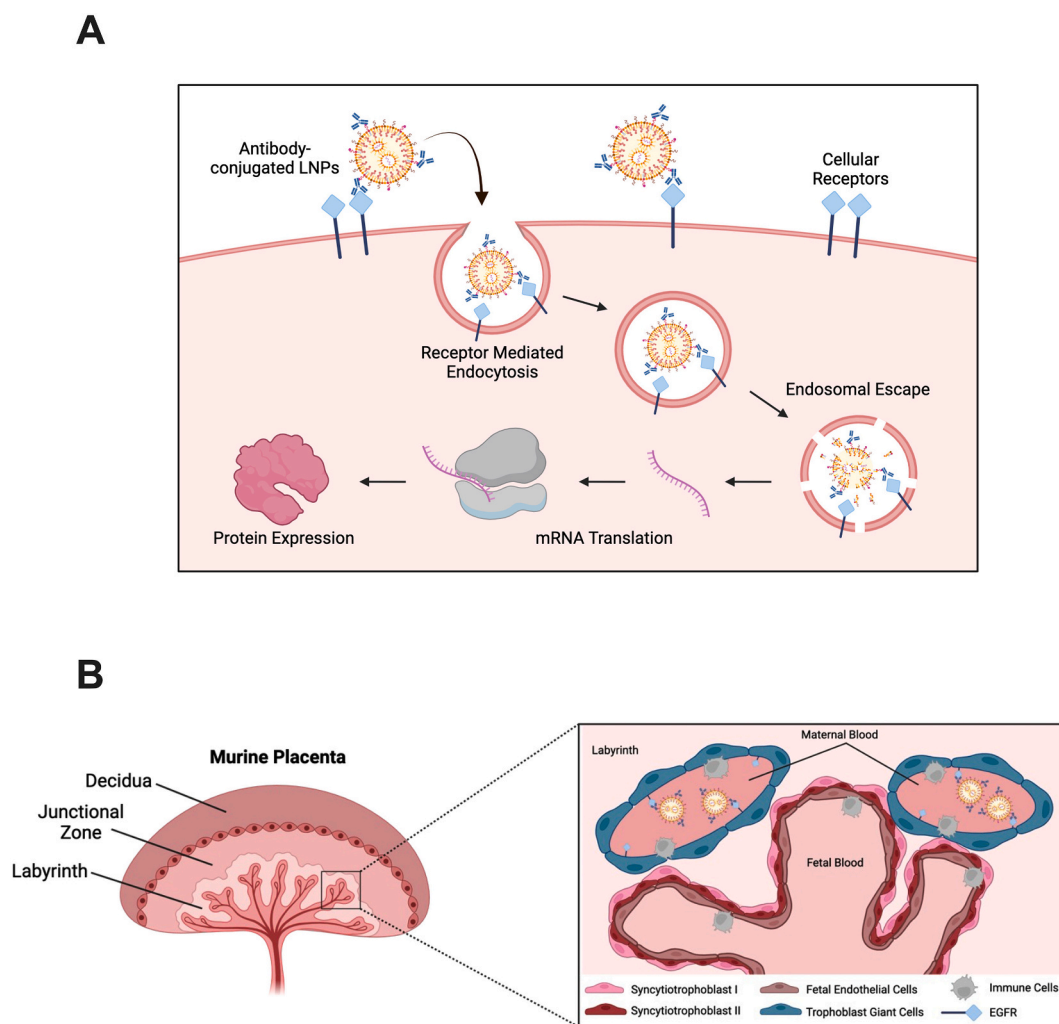 A
Antibody-
conjugated LNPs
Cellular
Receptors
Receptor Mediated
Endocytosis
Endosomal Escape
Protein Expression
mRNA Translation
B
Murine Placenta
Decidua
Junctional
Zone
Labyrinth
Labyrinth
Maternal Blood
Fetal Blood
Syncytiotrophoblast I
Fetal Endothelial Cells
Immune Cells
Syncytiotrophoblast II
Trophoblast Giant Cells
EGFR